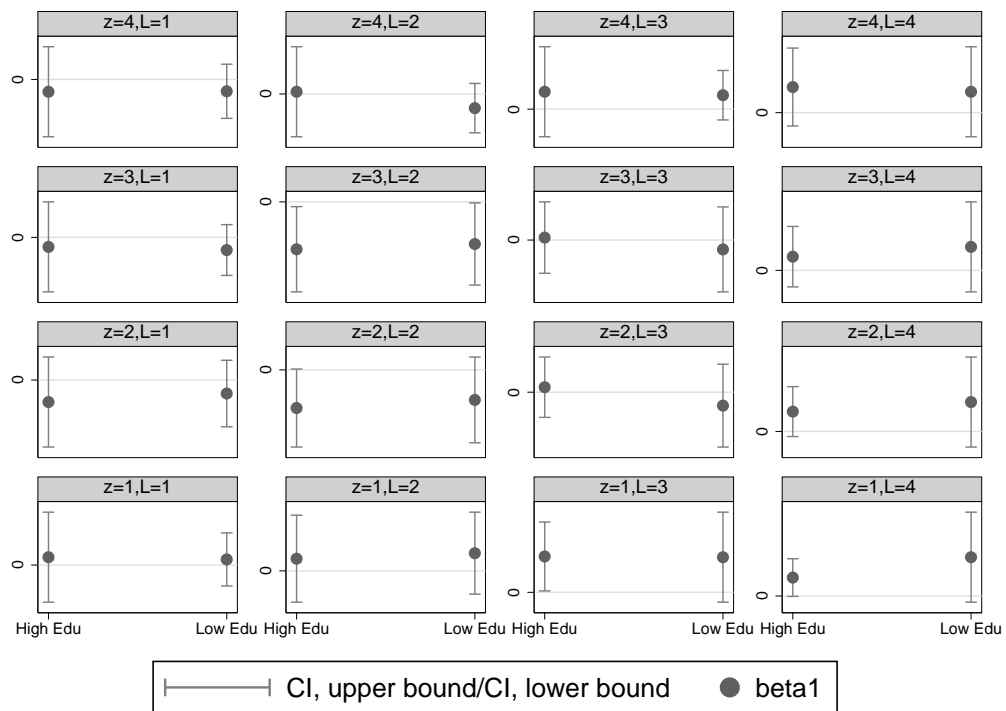 z=4,L=1 z=4,L=2 z=4,L=3 z=4,L=4
0 0 0 0
z=3,L=1 z=3,L=2 z=3,L=3 z=3,L=4
0 0 0 0
z=2,L=1 z=2,L=2 z=2,L=3 z=2,L=4
0 0 0 0
z=1,L=1 z=1,L=2 z=1,L=3 z=1,L=4
0 0 0 0
High Edu Low Edu High Edu Low Edu High Edu Low Edu High Edu Low Edu
CI, upper bound/CI, lower bound beta1